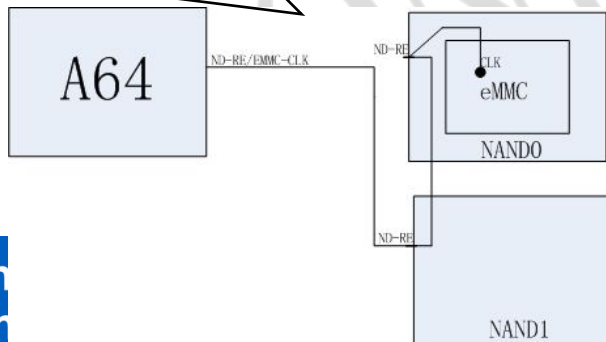 A64
ND-RE/EMMC-CLK
ND-RE
CLK
eMMC
NAND0
ND-RE
NAND1